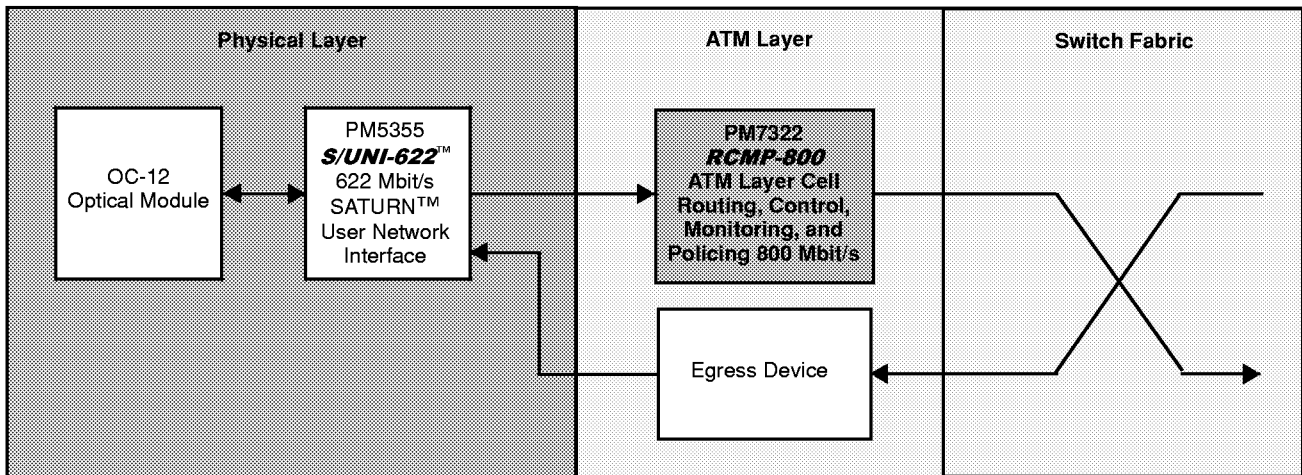 Physical Layer
ATM Layer
Switch Fabric
OC-12
Optical Module
PM5355
S/UNI-622™
622 Mbit/s
SATURN™
User Network
Interface
PM7322
RCMP-800
ATM Layer Cell
Routing, Control,
Monitoring, and
Policing 800 Mbit/s
Egress Device